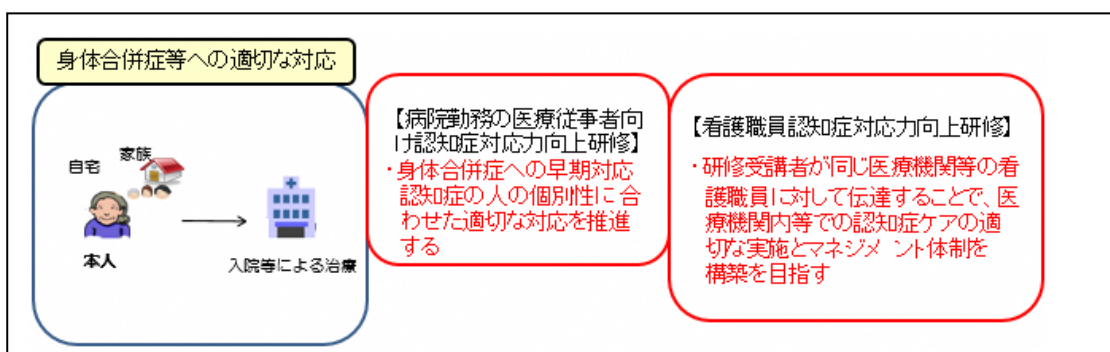 身体合併症等への適切な対応
自宅
家族
本人
入院等による治療
【病院勤務の医療従事者向
け認知症対応力向上研修】
・身体合併症への早期対応
認知症の人の個別性に合
わせた適切な対応を推進
する
【看護職員認知症対応力向上研修】
・研修受講者が同じ医療機関等の看
護職員に対して伝達することで、医
療機関内等での認知症ケアの適
切な実施とマネジメント体制を
構築を目指す